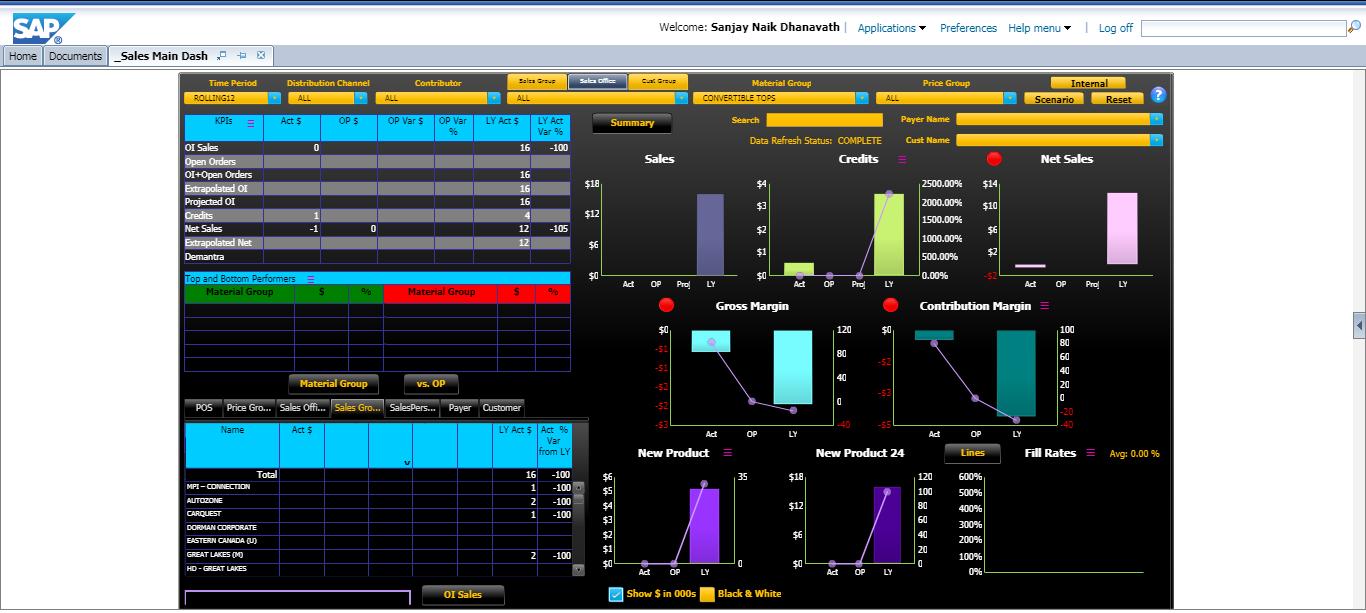 SAP ®
Welcome: Sanjay Naik Dhanavath | Applications Preferences Help menu | Log off
Home Documents _Sales Main Dash
Time Period Distribution Channel Contributor Sales Group Sales Office Cust Group Material Group Price Group Internal
ROLLING12 ALL ALL ALL CONVERTIBLE TOPS ALL Scenario Reset ?
KPIs Act $ OP $ OP Var $ OP Var % LY Act $ LY Act Var %
OI Sales 0 16 -100
Open Orders
OI+Open Orders 16
Extrapolated OI 16
Projected OI 16
Credits 1 4
Net Sales -1 0 12 -105
Extrapolated Net 12
Demantra
Summary Search Payer Name
Data Refresh Status: COMPLETE Cust Name
Sales
$18
$12
$6
$0
Act OP Proj LY
Credits
$4
$3
$2
$1
$0
2500.00%
2000.00%
1500.00%
1000.00%
500.00%
0.00%
Act OP Proj LY
Net Sales
$14
$10
$6
$2
-$2
Act OP Proj LY
Top and Bottom Performers
Material Group $ % Material Group $ %
Material Group vs. OP
Gross Margin
$0
-$1
-$1
-$2
-$2
-$3
120
80
40
0
-40
Act OP LY
Contribution Margin
$0
-$2
-$3
-$5
100
80
60
40
20
0
-20
-40
Act OP LY
POS Price Gro... Sales Offi... Sales Gro... SalesPers... Payer Customer
Name Act $ v LY Act $ Act % Var from LY
Total 16 -100
MPI – CONNECTION 1 -100
AUTOZONE 2 -100
CARQUEST 1 -100
DORMAN CORPORATE
EASTERN CANADA (U)
GREAT LAKES (M) 2 -100
HD - GREAT LAKES
OI Sales
New Product
$6
$5
$4
$3
$2
$1
$0
35
0
Act OP LY
New Product 24
$18
$12
$6
$0
120
100
80
60
40
20
0
Act OP LY
Lines Fill Rates Avg: 0.00 %
600%
500%
400%
300%
200%
100%
0%
Show $ in 000s Black & White